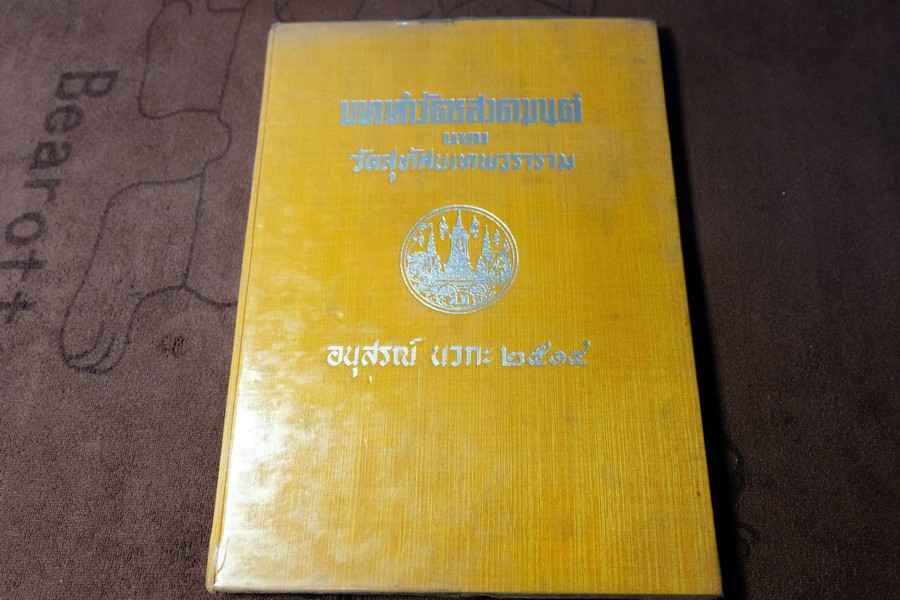 บททำวัตรสวดมนต์
แบบ
วัดสุทัศนเทพวราราม
อนุสรณ์ นวกะ ๒๕๑๙
Bearott